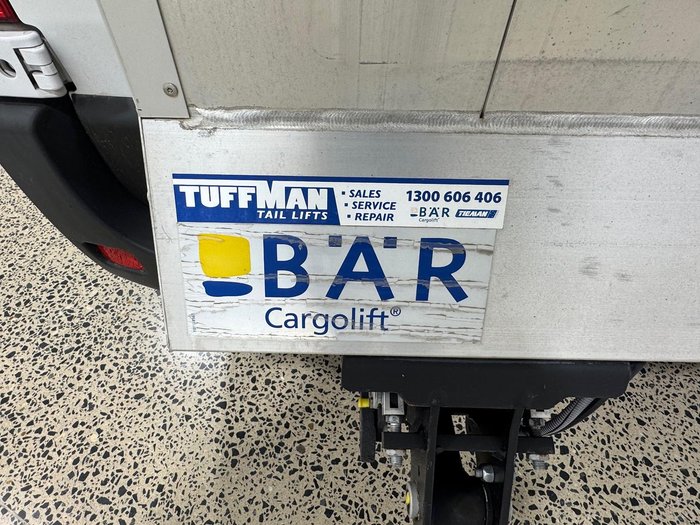 TUFFMAN
TAIL LIFTS
• SALES
• SERVICE
• REPAIR
1300 606 406
BÄR
Cargolift
TIEMAN
BÄR
Cargolift®